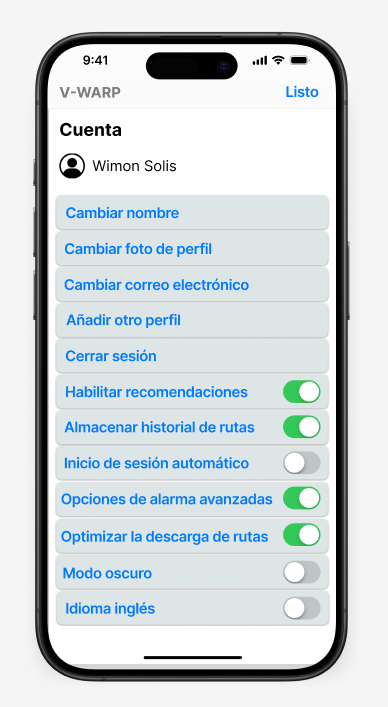 9:41
V-WARP
Listo
Cuenta
Wimon Solis
Cambiar nombre
Cambiar foto de perfil
Cambiar correo electrónico
Añadir otro perfil
Cerrar sesión
Habilitar recomendaciones
Almacenar historial de rutas
Inicio de sesión automático
Opciones de alarma avanzadas
Optimizar la descarga de rutas
Modo oscuro
Idioma inglés